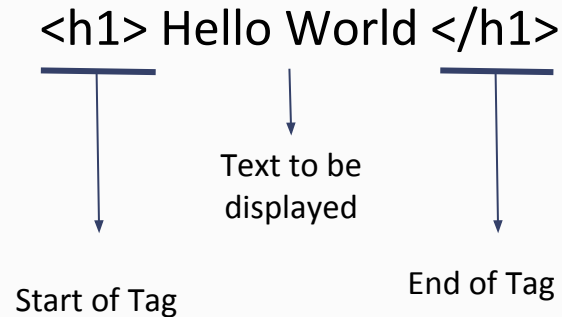 <h1> Hello World </h1>
Text to be
displayed
Start of Tag
End of Tag